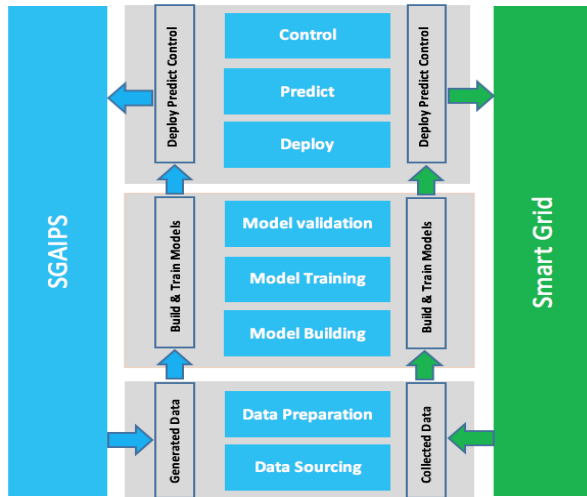 SGAIPS
Deploy Predict Control
Control
Predict
Deploy
Deploy Predict Control
Build & Train Models
Model validation
Model Training
Model Building
Build & Train Models
Generated Data
Data Preparation
Data Sourcing
Collected Data
Smart Grid